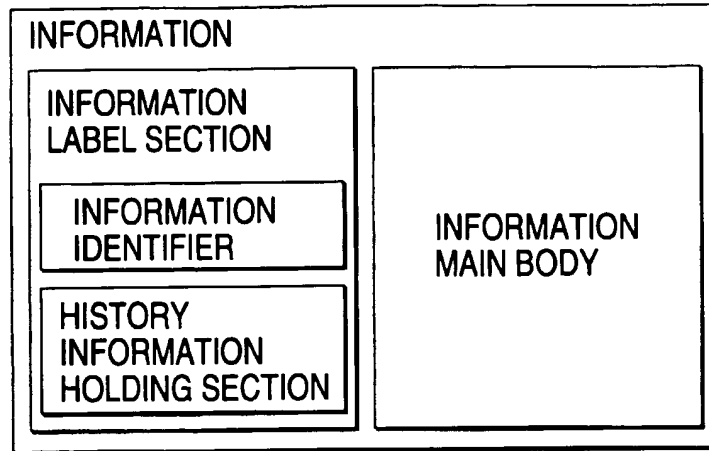 INFORMATION
INFORMATION
LABEL SECTION
INFORMATION
IDENTIFIER
HISTORY
INFORMATION
HOLDING SECTION
INFORMATION
MAIN BODY